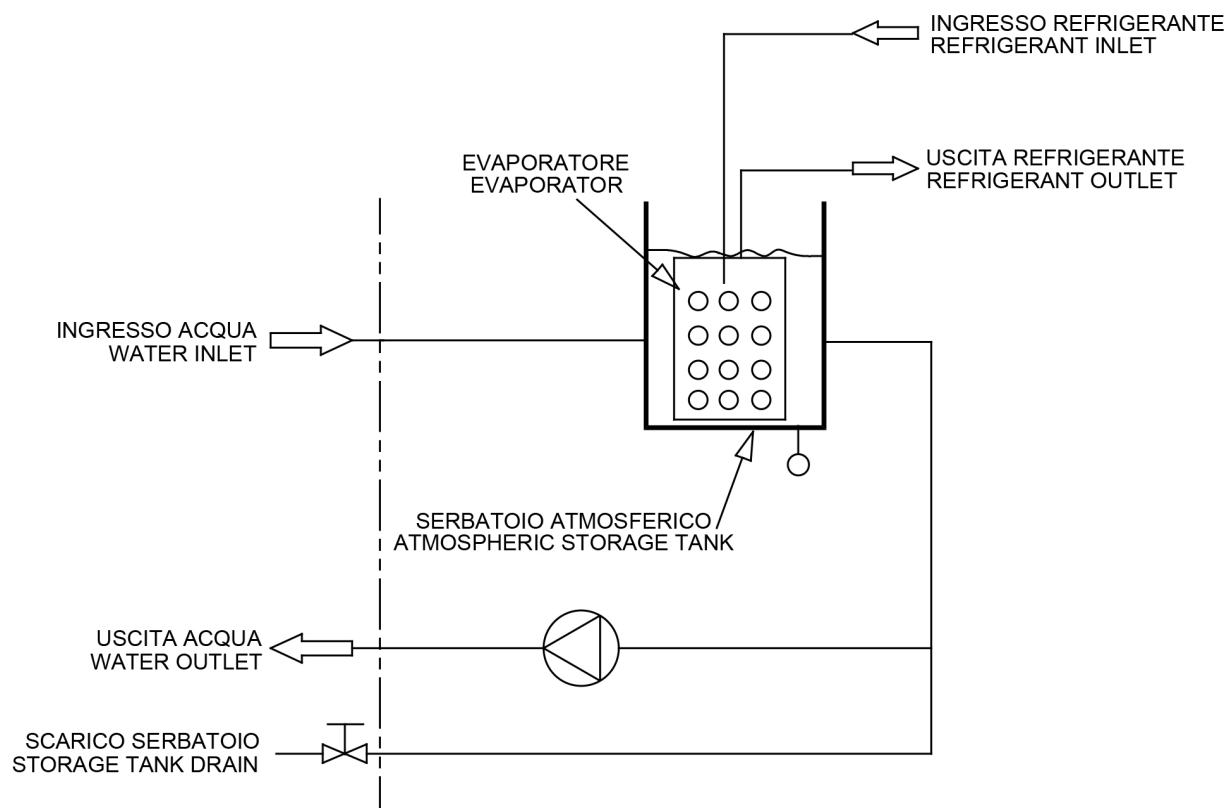 INGRESSO REFRIGERANTE
REFRIGERANT INLET
USCITA REFRIGERANTE
REFRIGERANT OUTLET
EVAPORATORE
EVAPORATOR
INGRESSO ACQUA
WATER INLET
SERBATOIO ATMOSFERICO
ATMOSPHERIC STORAGE TANK
USCITA ACQUA
WATER OUTLET
SCARICO SERBATOIO
STORAGE TANK DRAIN